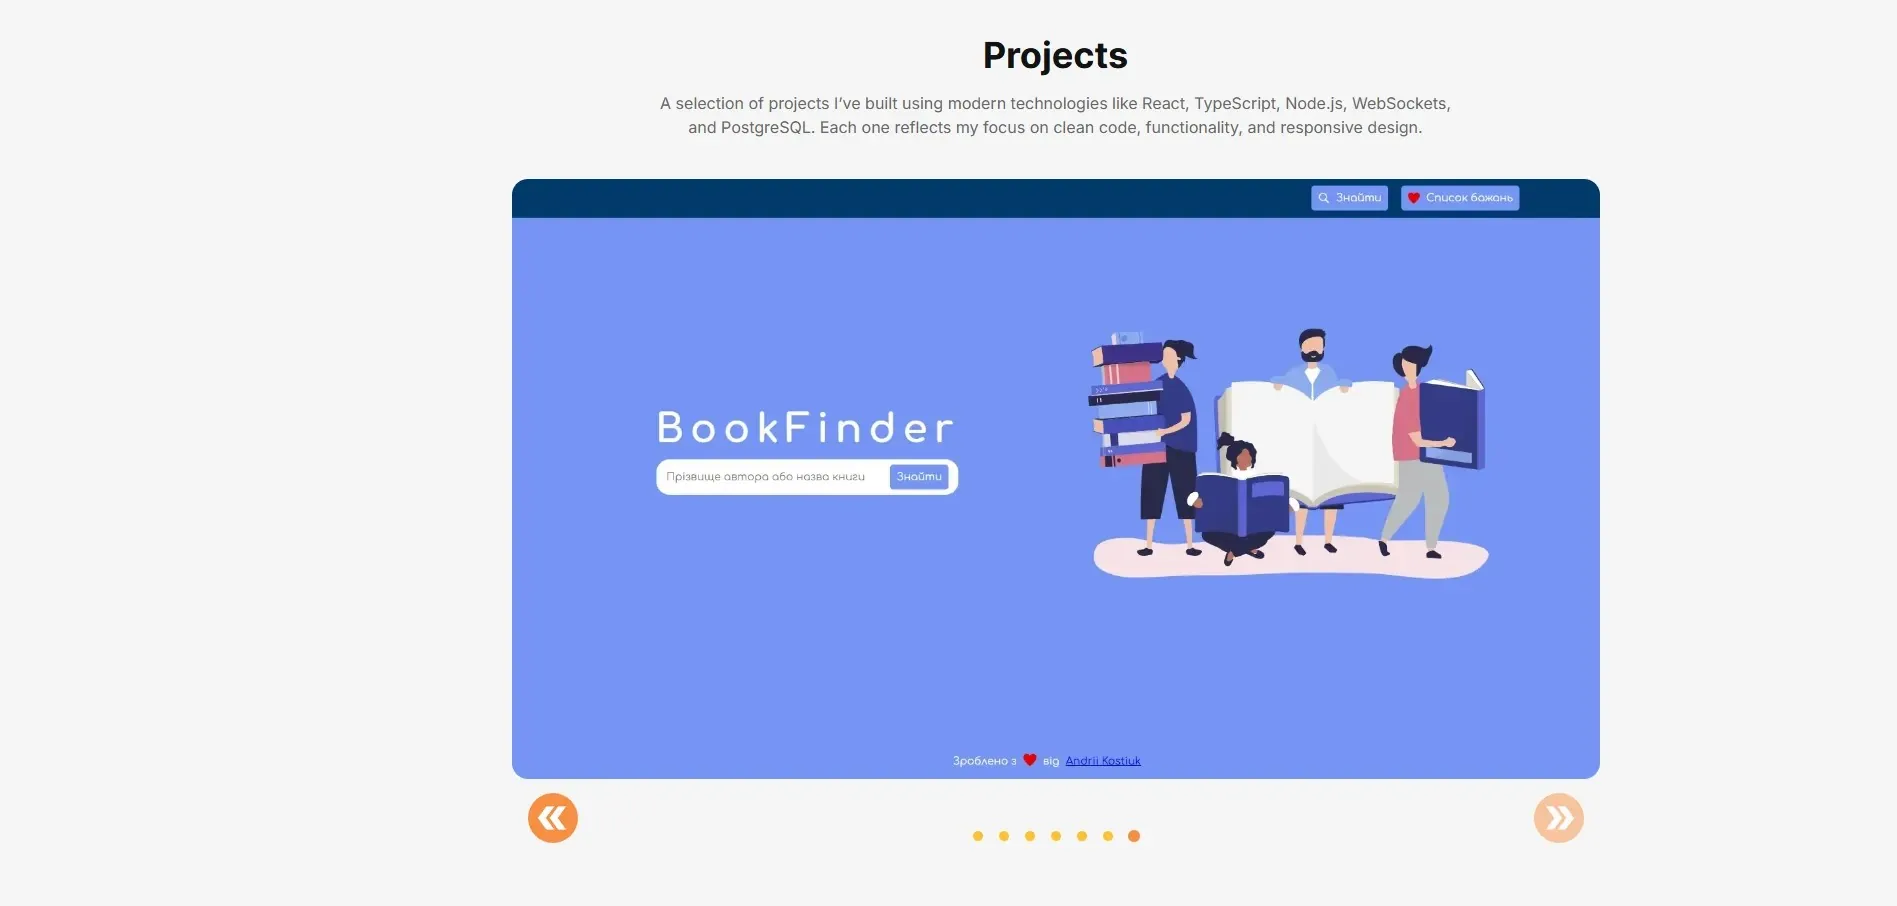 Projects
A selection of projects I’ve built using modern technologies like React, TypeScript, Node.js, WebSockets,
and PostgreSQL. Each one reflects my focus on clean code, functionality, and responsive design.
Знайти
Список бажань
BookFinder
Прізвище автора або назва книги
Знайти
Зроблено з ❤ від Andrii Kostiuk